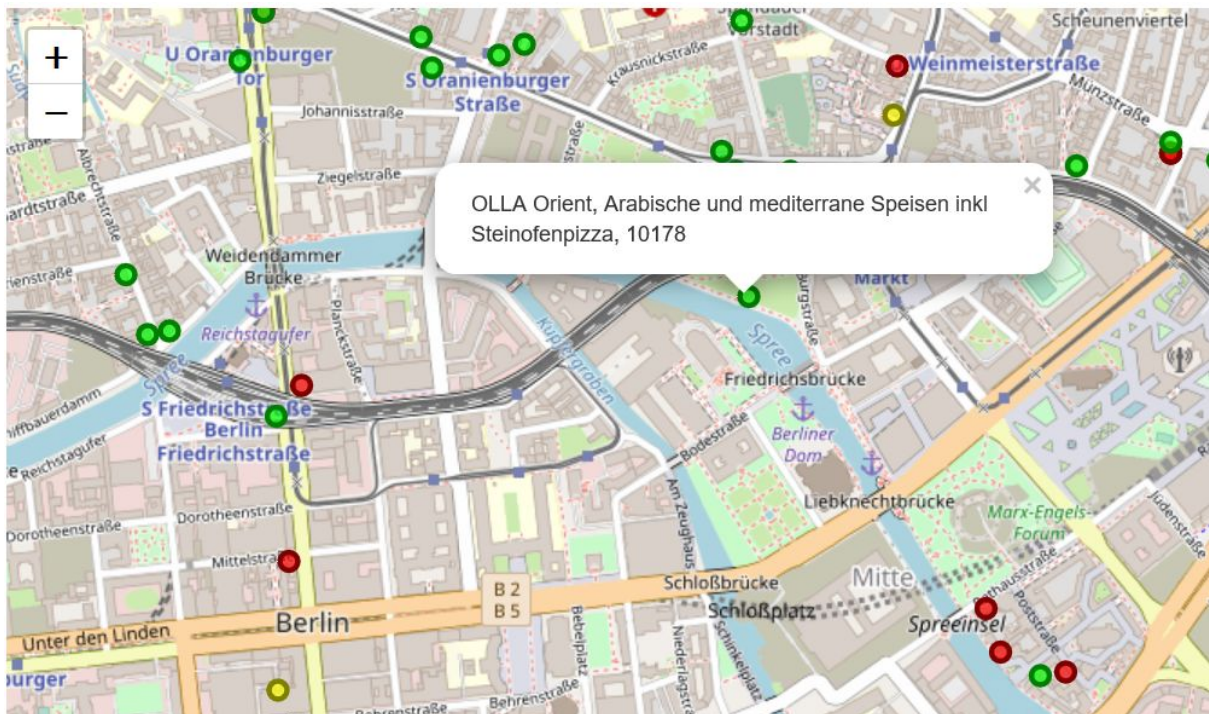 +
−
U Oranienburger
Tor
S Oranienburger
Straße
Krausnickstraße
Vorstadt
Scheunenviertel
Weinmeisterstraße
Münzstraße
Johannisstraße
Ziegelstraße
Albrechtstraße
Weidendammer
Brücke
OLLA Orient, Arabische und mediterrane Speisen inkl
Steinofenpizza, 10178
×
Markt
Reichstagufer
Planckstraße
Kupfergraben
Spree
Spree
Friedrichsbrücke
S Friedrichstraße
Berlin
Friedrichstraße
Reichstagufer
Bodestraße
Berliner
Dom
Liebknechtbrücke
Am Zeughaus
Dorotheenstraße
Dorotheenstraße
Mittelstraße
Marx-Engels-
Forum
Jüdenstraße
Rathausstraße
Poststraße
Mitte
Schloßbrücke
Schloßplatz
Spreeinsel
B 2
B 5
Berlin
Unter den Linden
Bebelplatz
Niederlagstraße
Schinkelplatz
Behrenstraße
Behrenstraße